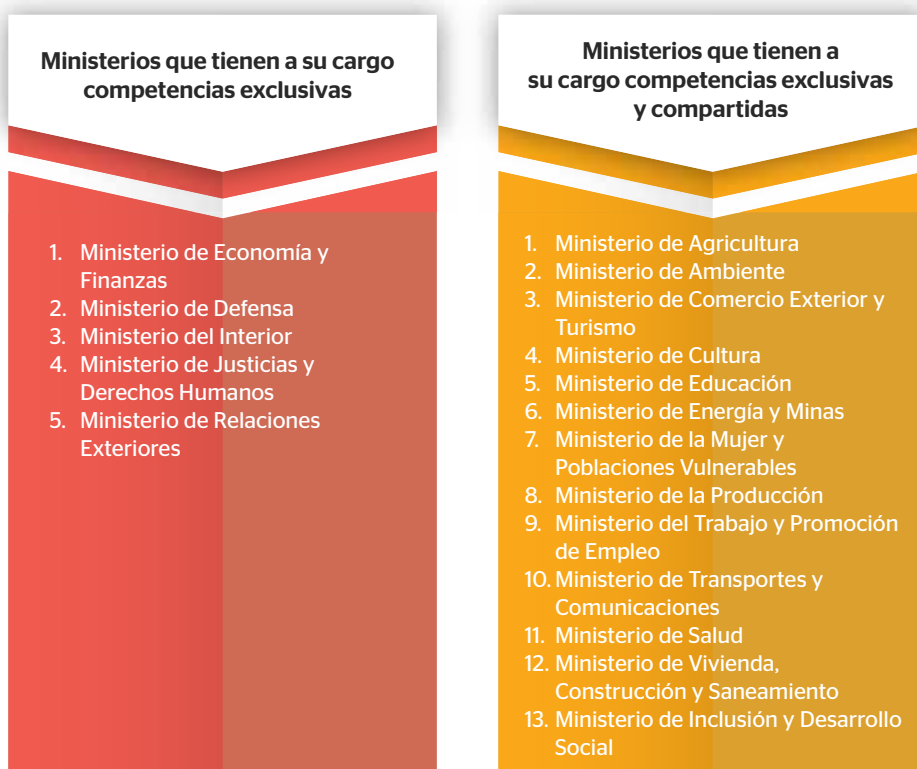 Ministerios que tienen a su cargo
competencias exclusivas
1. Ministerio de Economía y
Finanzas
2. Ministerio de Defensa
3. Ministerio del Interior
4. Ministerio de Justicias y
Derechos Humanos
5. Ministerio de Relaciones
Exteriores
Ministerios que tienen a
su cargo competencias exclusivas
y compartidas
1. Ministerio de Agricultura
2. Ministerio de Ambiente
3. Ministerio de Comercio Exterior y
Turismo
4. Ministerio de Cultura
5. Ministerio de Educación
6. Ministerio de Energía y Minas
7. Ministerio de la Mujer y
Poblaciones Vulnerables
8. Ministerio de la Producción
9. Ministerio del Trabajo y Promoción
de Empleo
10. Ministerio de Transportes y
Comunicaciones
11. Ministerio de Salud
12. Ministerio de Vivienda,
Construcción y Saneamiento
13. Ministerio de Inclusión y Desarrollo
Social